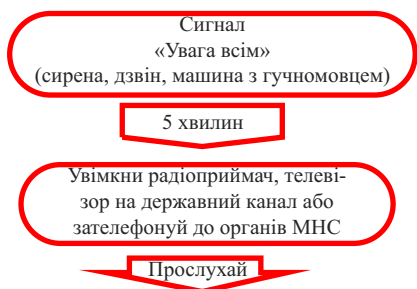 Сигнал
«Увага всім»
(сирена, дзвін, машина з гучномовцем)
5 хвилин
Увімкни радіоприймач, телеві-
зор на державний канал або
зателефонуй до органів МНС
Прослухай